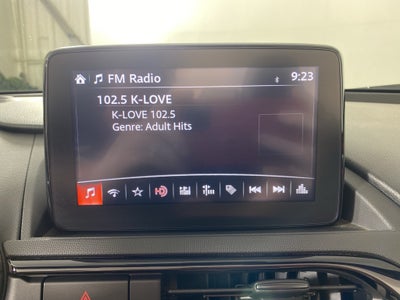 FM Radio
9:23
102.5 K-LOVE
K-LOVE 102.5
Genre: Adult Hits